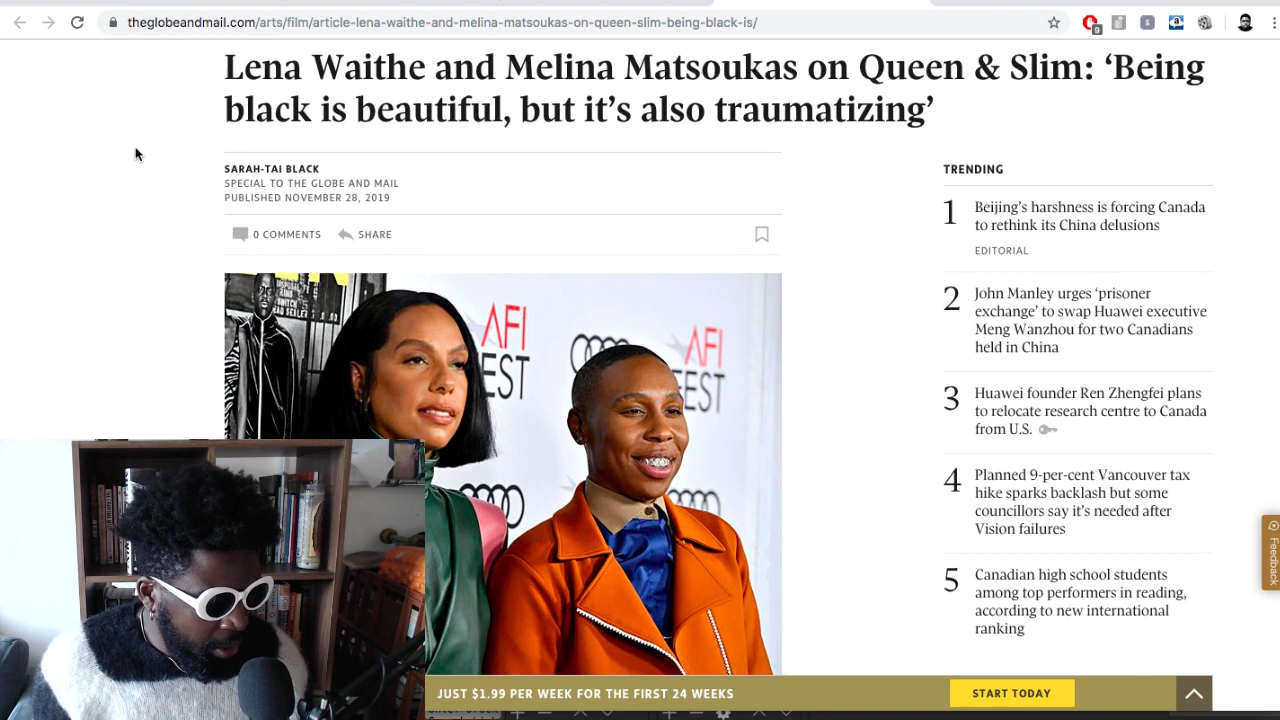 theglobeandmail.com/arts/film/article-lena-waithe-and-melina-matsoukas-on-queen-slim-being-black-is/
9
Lena Waithe and Melina Matsoukas on Queen & Slim: ‘Being
black is beautiful, but it’s also traumatizing’
SARAH-TAI BLACK
SPECIAL TO THE GLOBE AND MAIL
PUBLISHED NOVEMBER 28, 2019
0 COMMENTS
SHARE
AFI
FEST
AFI
FEST
TRENDING
1
Beijing’s harshness is forcing Canada
to rethink its China delusions
EDITORIAL
2
John Manley urges ‘prisoner
exchange’ to swap Huawei executive
Meng Wanzhou for two Canadians
held in China
3
Huawei founder Ren Zhengfei plans
to relocate research centre to Canada
from U.S.
4
Planned 9-per-cent Vancouver tax
hike sparks backlash but some
councillors say it’s needed after
Vision failures
5
Canadian high school students
among top performers in reading,
according to new international
ranking
Feedback
JUST $1.99 PER WEEK FOR THE FIRST 24 WEEKS
START TODAY